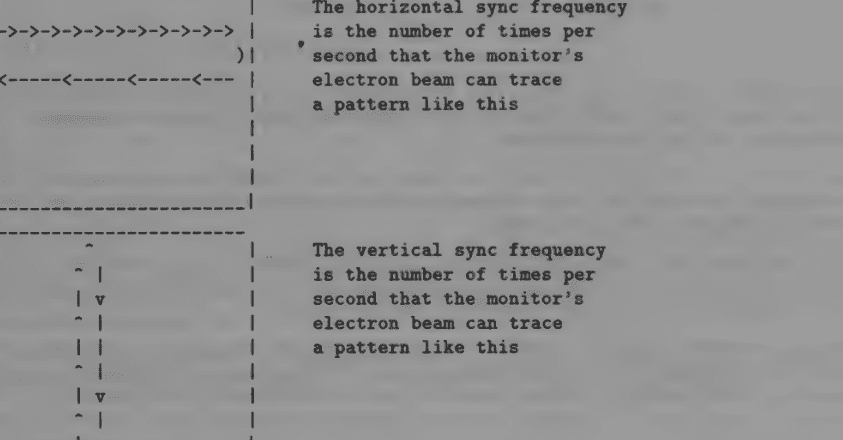 The horizontal sync frequency
->->->->->->->->->->-> is the number of times per
)| second that the monitor's
<-----<-----<-----<--- | electron beam can trace
| a pattern like this
|
|
|
-----------------------|
-----------------------
^ | The vertical sync frequency
^ | | is the number of times per
| v | second that the monitor's
^ | | electron beam can trace
| | | a pattern like this
^ | |
| v |
^ | |